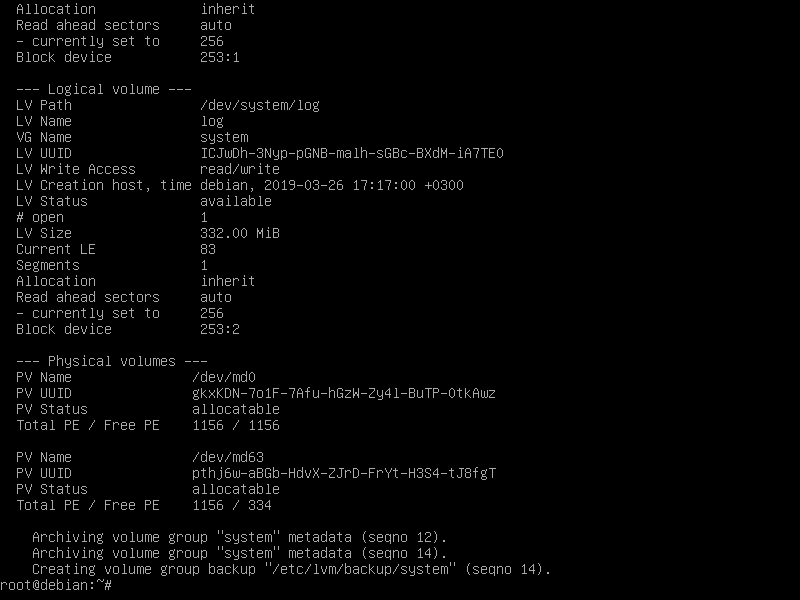 Allocation inherit
Read ahead sectors auto
- currently set to 256
Block device 253:1
--- Logical volume ---
LV Path /dev/system/log
LV Name log
VG Name system
LV UUID ICJwDh-3Nyp-pGNB-malh-sGBc-BXdM-iA7TE0
LV Write Access read/write
LV Creation host, time debian, 2019-03-26 17:17:00 +0300
LV Status available
# open 1
LV Size 332.00 MiB
Current LE 83
Segments 1
Allocation inherit
Read ahead sectors auto
- currently set to 256
Block device 253:2
--- Physical volumes ---
PV Name /dev/md0
PV UUID gkxKDN-7o1F-7Afu-hGzW-Zy4l-BuTP-0tkAwz
PV Status allocatable
Total PE / Free PE 1156 / 1156
PV Name /dev/md63
PV UUID pthj6w-aBGb-HdvX-ZJrD-FrYt-H3S4-tJ8fgT
PV Status allocatable
Total PE / Free PE 1156 / 334
Archiving volume group "system" metadata (seqno 12).
Archiving volume group "system" metadata (seqno 14).
Creating volume group backup "/etc/lvm/backup/system" (seqno 14).
root@debian:~#